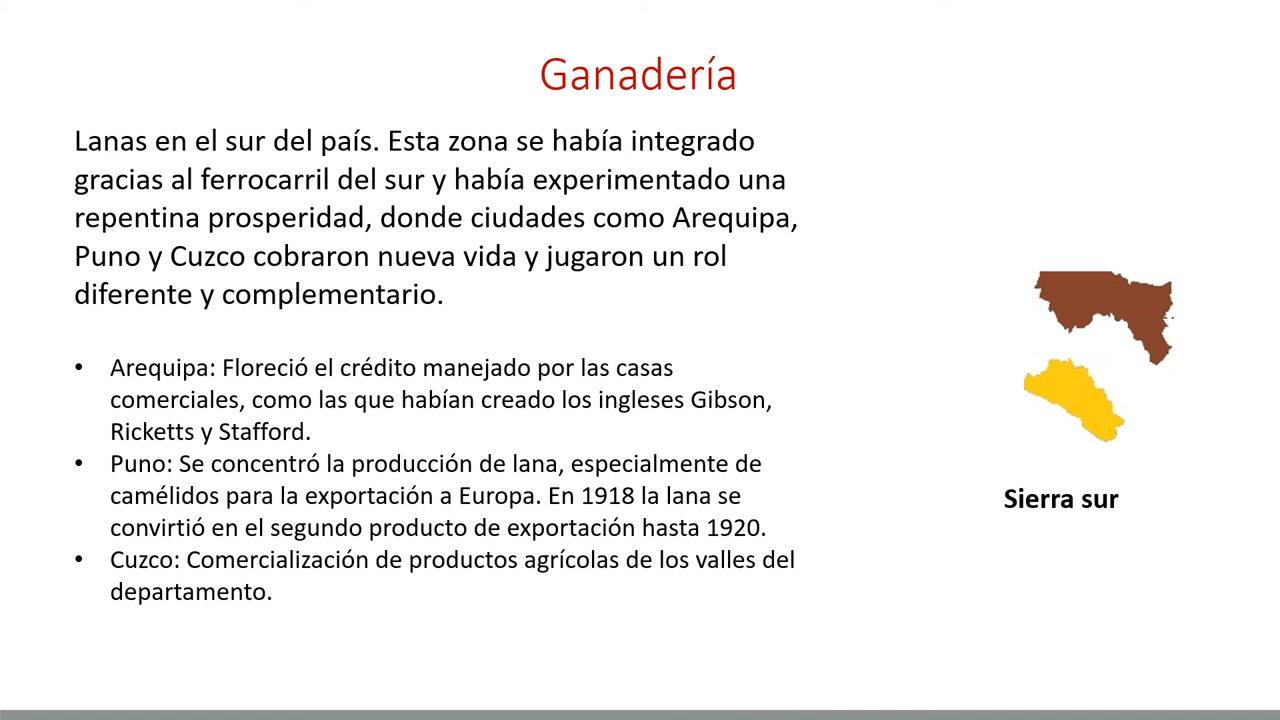 Ganadería
Lanas en el sur del país. Esta zona se había integrado
gracias al ferrocarril del sur y había experimentado una
repentina prosperidad, donde ciudades como Arequipa,
Puno y Cuzco cobraron nueva vida y jugaron un rol
diferente y complementario.
• Arequipa: Floreció el crédito manejado por las casas
comerciales, como las que habían creado los ingleses Gibson,
Ricketts y Stafford.
• Puno: Se concentró la producción de lana, especialmente de
camélidos para la exportación a Europa. En 1918 la lana se
convirtió en el segundo producto de exportación hasta 1920.
• Cuzco: Comercialización de productos agrícolas de los valles del
departamento.
Sierra sur